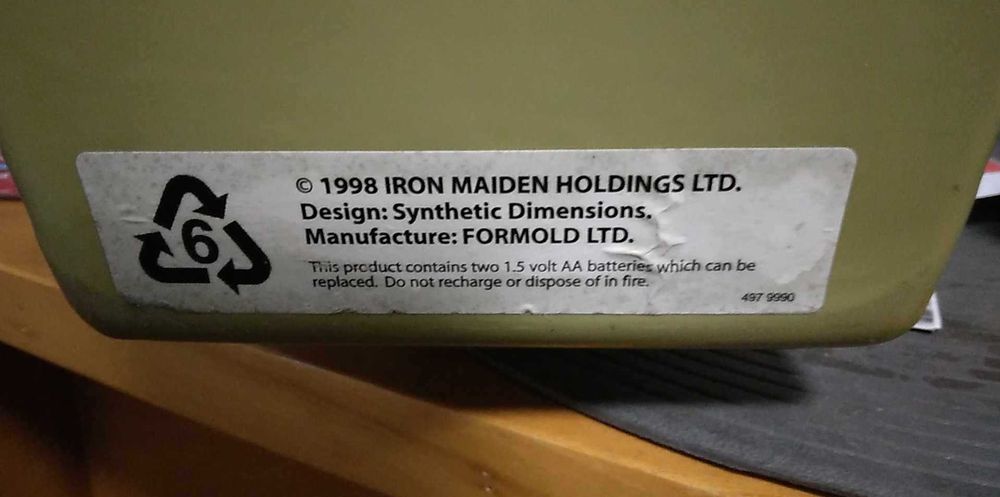 6
© 1998 IRON MAIDEN HOLDINGS LTD.
Design: Synthetic Dimensions.
Manufacture: FORMOLD LTD.
This product contains two 1.5 volt AA batteries which can be
replaced. Do not recharge or dispose of in fire.
497 9990